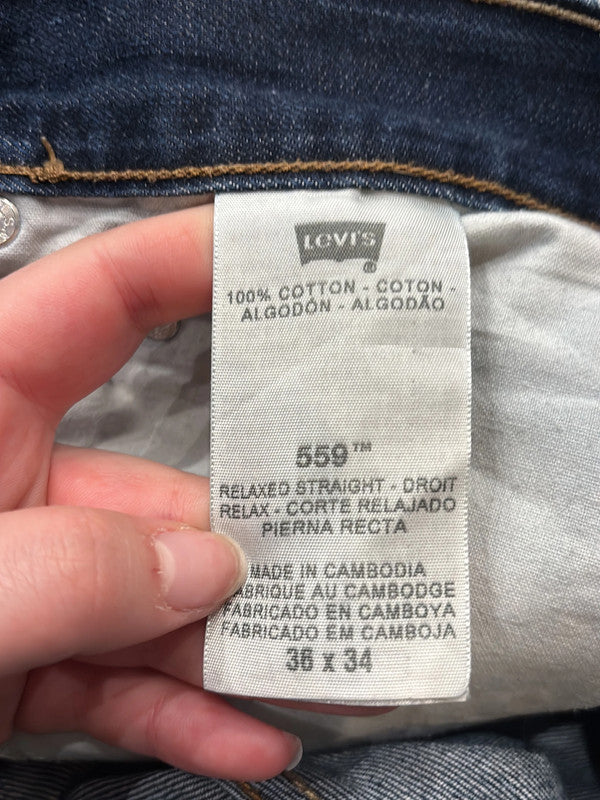 LEVI'S
®
100% COTTON - COTON -
ALGODÓN - ALGODÃO
559™
RELAXED STRAIGHT - DROIT
RELAX - CORTE RELAJADO
PIERNA RECTA
MADE IN CAMBODIA
FABRIQUE AU CAMBODGE
FABRICADO EN CAMBOYA
FABRICADO EM CAMBOJA
36 x 34